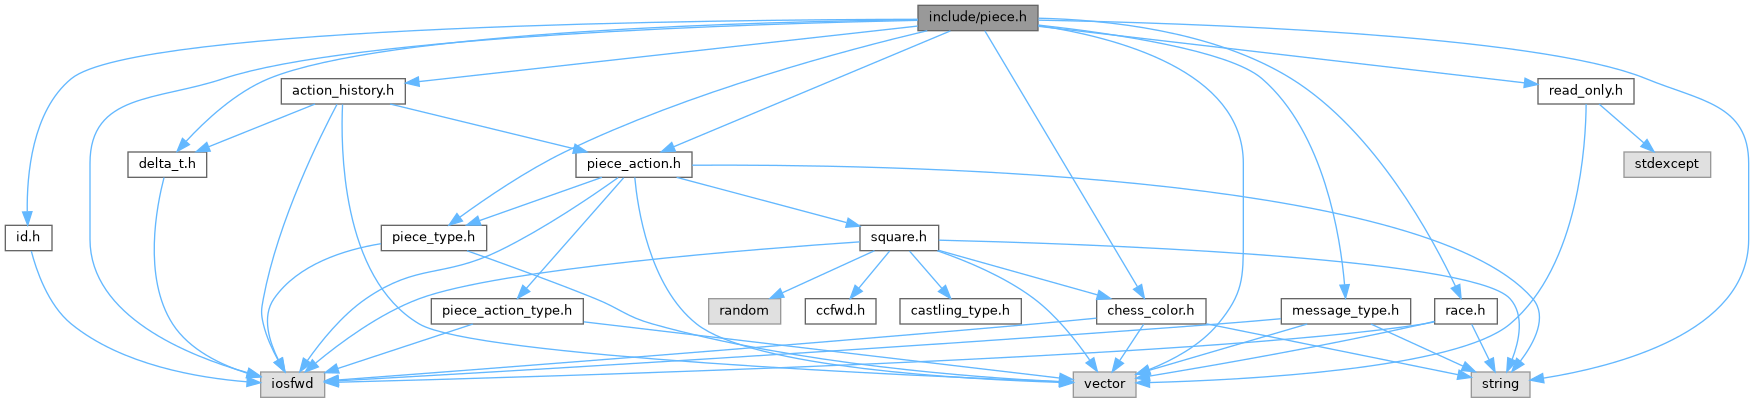 include/piece.h
action_history.h
read_only.h
delta_t.h
piece_action.h
stdexcept
id.h
piece_type.h
square.h
piece_action_type.h
random
ccfwd.h
castling_type.h
chess_color.h
message_type.h
race.h
iosfwd
vector
string